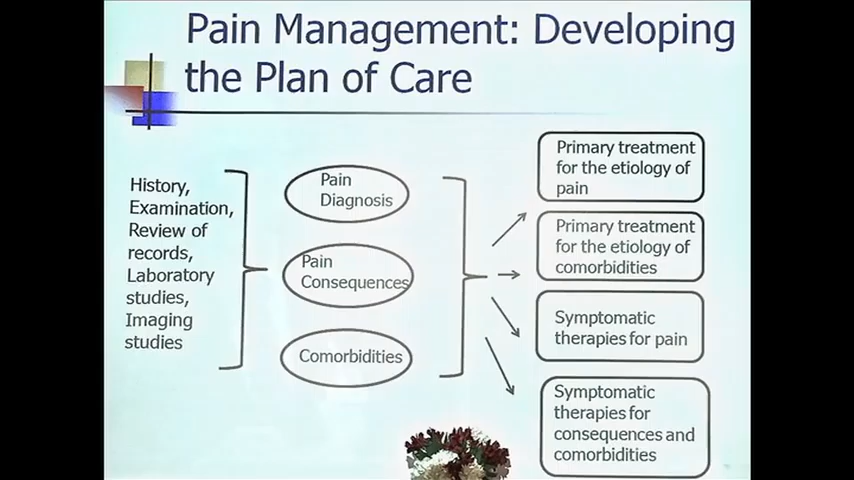 Pain Management: Developing
the Plan of Care
History,
Examination,
Review of
records,
Laboratory
studies,
Imaging
studies
Pain
Diagnosis
Pain
Consequences
Comorbidities
Primary treatment
for the etiology of
pain
Primary treatment
for the etiology of
comorbidities
Symptomatic
therapies for pain
Symptomatic
therapies for
consequences and
comorbidities